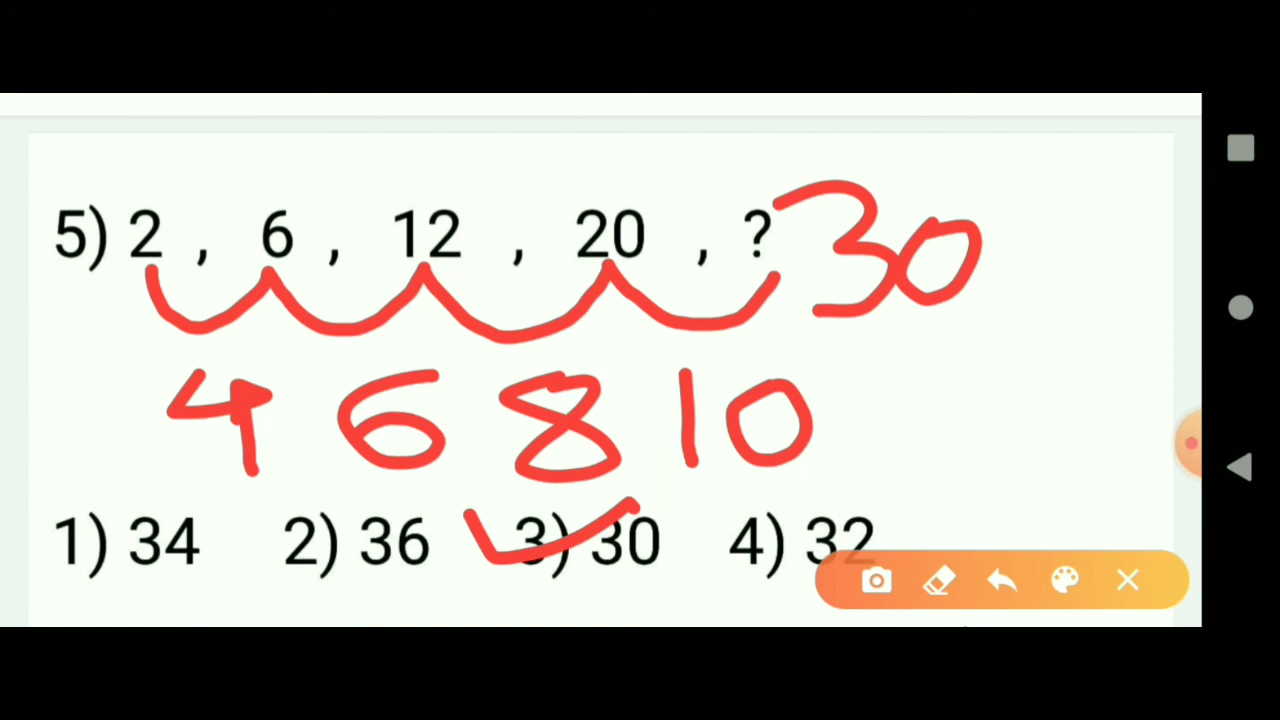 5) 2 , 6 , 12 , 20 , ? 30
4 6 8 10
1) 34 2) 36 3) 30 4) 32